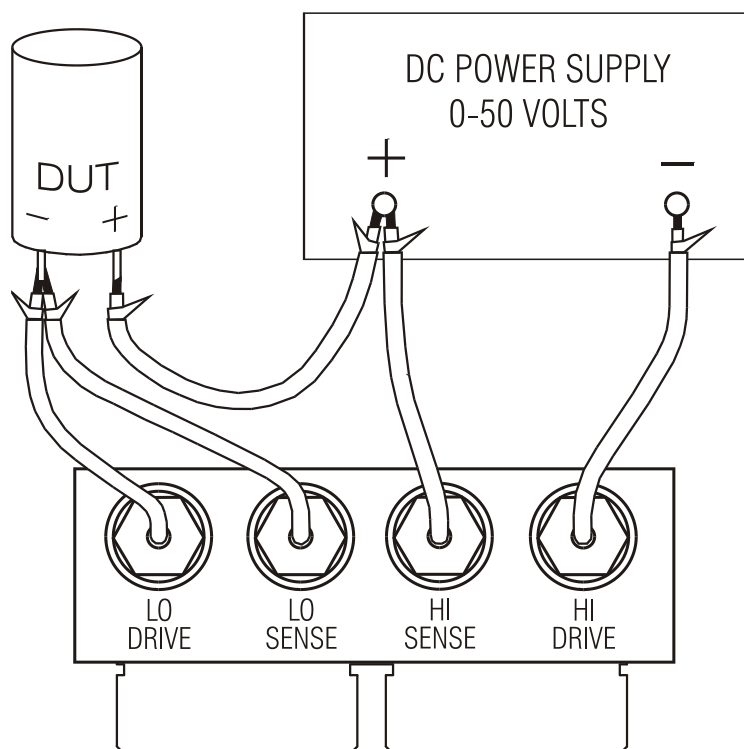 DC POWER SUPPLY
0-50 VOLTS
+
−
DUT
− +
LO
DRIVE
LO
SENSE
HI
SENSE
HI
DRIVE